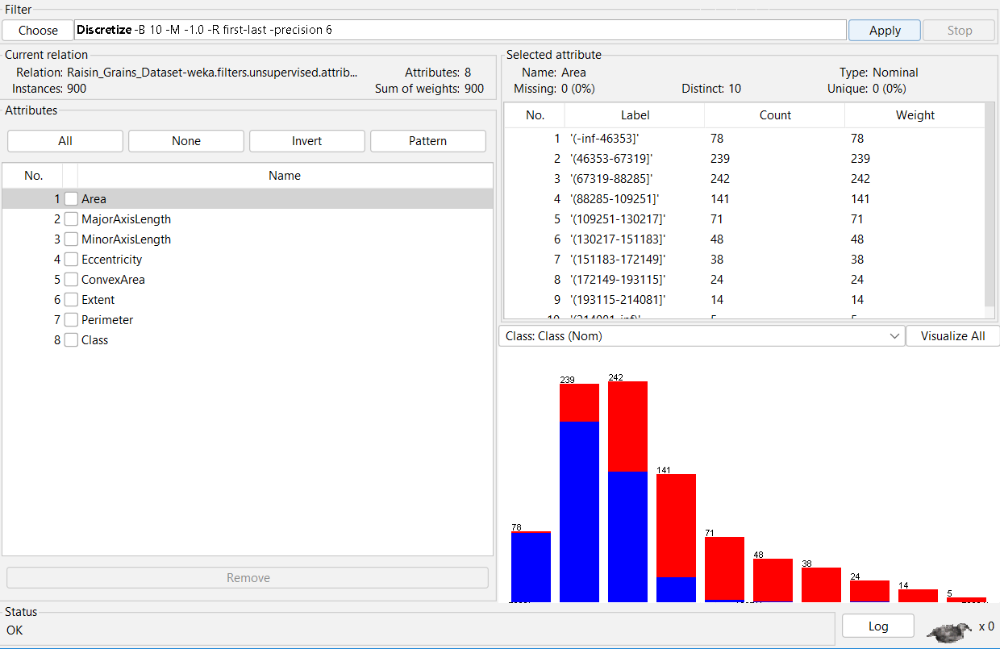 Filter
Choose Discretize -B 10 -M -1.0 -R first-last -precision 6 Apply Stop
Current relation
Relation: Raisin_Grains_Dataset-weka.filters.unsupervised.attrib... Attributes: 8
Instances: 900 Sum of weights: 900
Attributes
All None Invert Pattern
No. Name
1 Area
2 MajorAxisLength
3 MinorAxisLength
4 Eccentricity
5 ConvexArea
6 Extent
7 Perimeter
8 Class
Remove
Selected attribute
Name: Area Type: Nominal
Missing: 0 (0%) Distinct: 10 Unique: 0 (0%)
No. Label Count Weight
1 '(-inf-46353]' 78 78
2 '(46353-67319]' 239 239
3 '(67319-88285]' 242 242
4 '(88285-109251]' 141 141
5 '(109251-130217]' 71 71
6 '(130217-151183]' 48 48
7 '(151183-172149]' 38 38
8 '(172149-193115]' 24 24
9 '(193115-214081]' 14 14
10 '(214081-inf)' 5 5
Class: Class (Nom) Visualize All
78 239 242 141 71 48 38 24 14 5
Status
OK
Log x 0